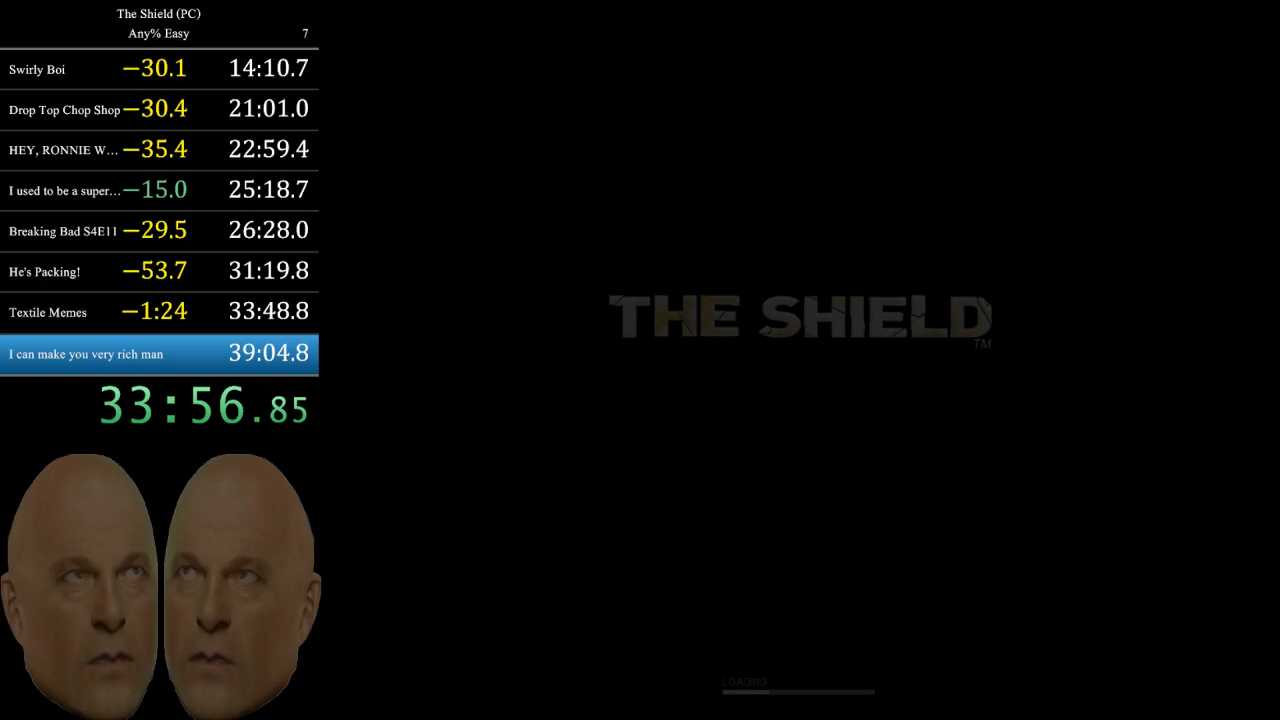 The Shield (PC)
Any% Easy 7
Swirly Boi −30.1 14:10.7
Drop Top Chop Shop −30.4 21:01.0
HEY, RONNIE W... −35.4 22:59.4
I used to be a super... −15.0 25:18.7
Breaking Bad S4E11 −29.5 26:28.0
He's Packing! −53.7 31:19.8
Textile Memes −1:24 33:48.8
I can make you very rich man 39:04.8
33:56.85
THE SHIELD
TM
LOADING